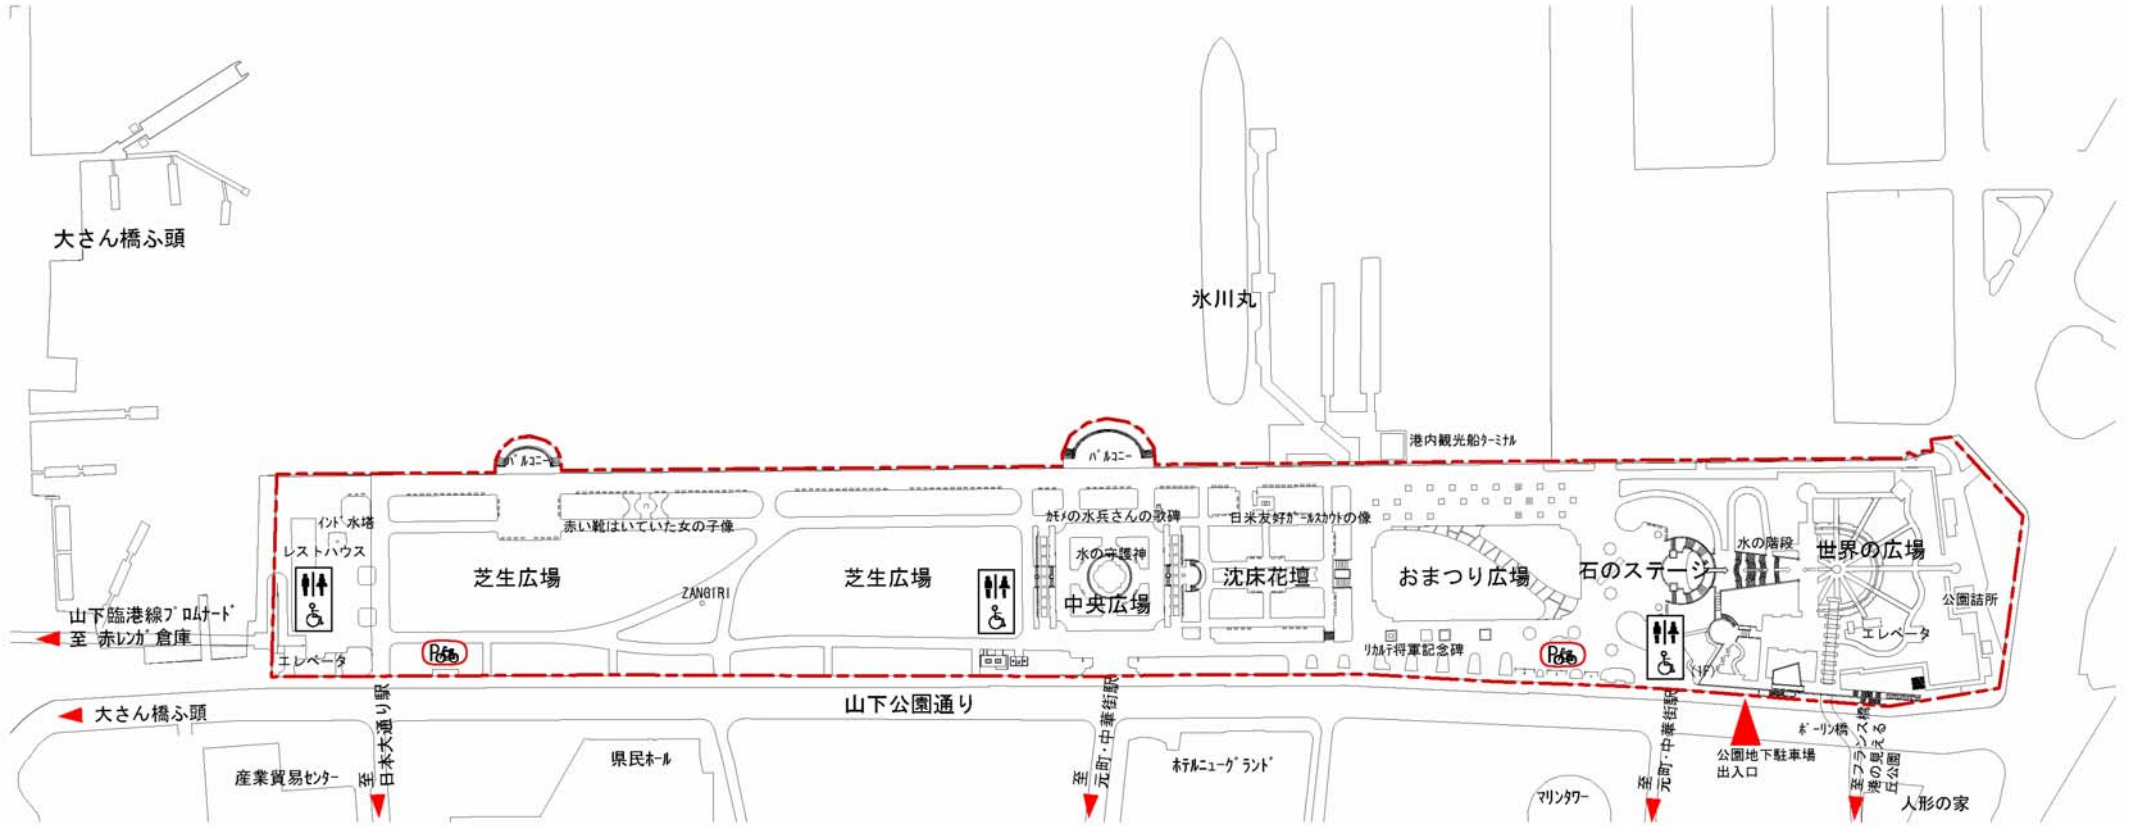 大さん橋ふ頭
氷川丸
港内観光船ﾀｰﾐﾅﾙ
ﾊﾞﾙｺﾆｰ
ﾊﾞﾙｺﾆｰ
ｲﾝﾄﾞ水塔
赤い靴はいていた女の子像
ｶﾓﾒの水兵さんの歌碑
日米友好ｶﾞｰﾙｽｶｳﾄの像
レストハウス
水の守護神
水の階段
世界の広場
芝生広場
芝生広場
中央広場
沈床花壇
おまつり広場
石のステージ
ZANGIRI
公園詰所
山下臨港線ﾌﾟﾛﾑﾅｰﾄﾞ
至 赤ﾚﾝｶﾞ倉庫
エレベータ
P
リカルテ将軍記念碑
P
(1F)
エレベータ
大さん橋ふ頭
山下公園通り
ﾎﾟｰﾘﾝ橋
産業貿易ｾﾝﾀｰ
至
日本大通り駅
県民ﾎｰﾙ
至
元町・中華街駅
ﾎﾃﾙﾆｭｰｸﾞﾗﾝﾄﾞ
ﾏﾘﾝﾀﾜｰ
至
元町・中華街駅
公園地下駐車場
出入口
至フランス橋
港の見える
丘公園
人形の家